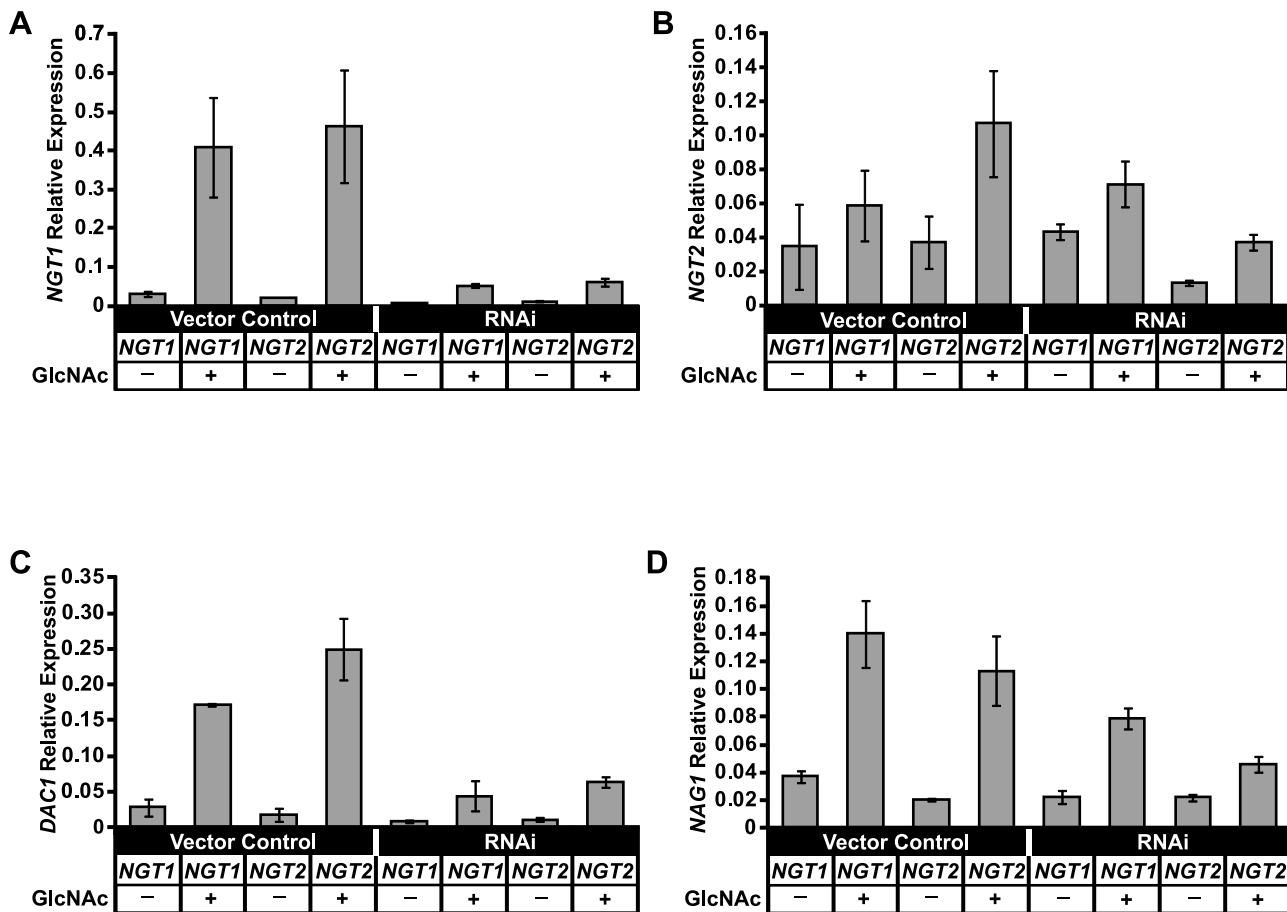 A
NGT1 Relative Expression
0.7
0.6
0.5
0.4
0.3
0.2
0.1
0
Vector Control RNAi
NGT1 NGT1 NGT2 NGT2 NGT1 NGT1 NGT2 NGT2
GlcNAc – + – + – + – +
B
NGT2 Relative Expression
0.16
0.14
0.12
0.10
0.08
0.06
0.04
0.02
0
Vector Control RNAi
NGT1 NGT1 NGT2 NGT2 NGT1 NGT1 NGT2 NGT2
GlcNAc – + – + – + – +
C
DAC1 Relative Expression
0.35
0.30
0.25
0.20
0.15
0.10
0.05
0
Vector Control RNAi
NGT1 NGT1 NGT2 NGT2 NGT1 NGT1 NGT2 NGT2
GlcNAc – + – + – + – +
D
NAG1 Relative Expression
0.18
0.16
0.14
0.12
0.10
0.08
0.06
0.04
0.02
0
Vector Control RNAi
NGT1 NGT1 NGT2 NGT2 NGT1 NGT1 NGT2 NGT2
GlcNAc – + – + – + – +